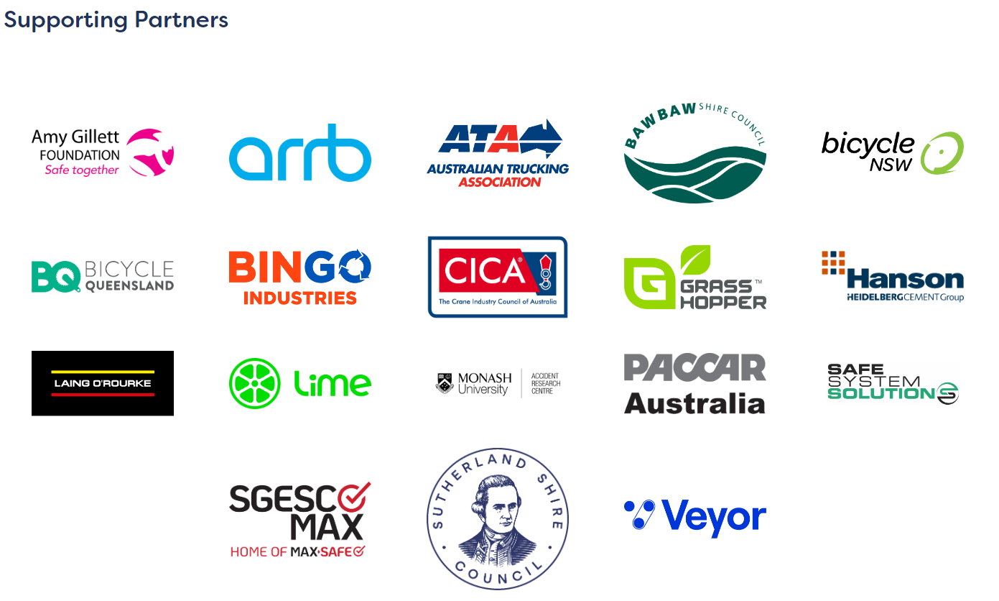 Supporting Partners
Amy Gillett
FOUNDATION
Safe together
arrb
ATA
AUSTRALIAN TRUCKING
ASSOCIATION
BAW BAW SHIRE COUNCIL
bicycle
NSW
BQ BICYCLE
QUEENSLAND
BINGO
INDUSTRIES
CICA®
The Crane Industry Council of Australia
G GRASS™
HOPPER
Hanson
HEIDELBERGCEMENT Group
LAING O'ROURKE
Lime
MONASH
University
ACCIDENT
RESEARCH
CENTRE
PACCAR
Australia
SAFE
SYSTEM
SOLUTIONS
SGESCO
MAX
HOME OF MAX-SAFE
SUTHERLAND SHIRE
· COUNCIL ·
Veyor